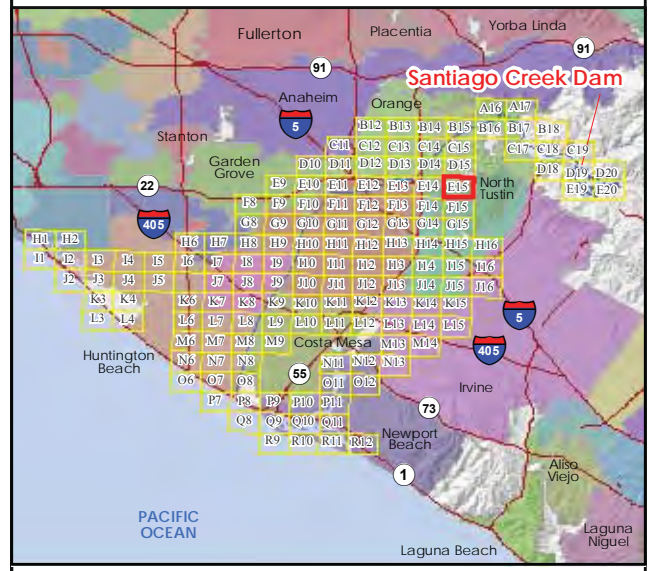 Fullerton
Placentia
Yorba Linda
91
91
Santiago Creek Dam
Anaheim
Orange
A16 A17
5
B12 B13 B14 B15 B16 B17 B18
Stanton
C11 C12 C13 C14 C15 C17 C18 C19
Garden
Grove
D10 D11 D12 D13 D14 D15 D18 D19 D20
22
E9 E10 E11 E12 E13 E14 E15 E19 E20
North
Tustin
F8 F9 F10 F11 F12 F13 F14 F15
405
G8 G9 G10 G11 G12 G13 G14 G15
H1 H2 H6 H7 H8 H9 H10 H11 H12 H13 H14 H15 H16
I1 I2 I3 I4 I5 I6 I7 I8 I9 I10 I11 I12 I13 I14 I15 I16
J2 J3 J4 J5 J7 J8 J9 J10 J11 J12 J13 J14 J15 J16
K3 K4 K6 K7 K8 K9 K10 K11 K12 K13 K14 K15
5
L3 L4 L6 L7 L8 L9 L10 L11 L12 L13 L14 L15
M6 M7 M8 M9 Costa Mesa M13 M14
405
Huntington
Beach
N6 N7 N8 N11 N12 N13
55
O6 O7 O8 O11 O12
Irvine
P7 P8 P9 P10 P11
73
Q8 Q9 Q10 Q11
Newport
Beach
R9 R10 R11 R12
1
Aliso
Viejo
PACIFIC
OCEAN
Laguna
Niguel
Laguna Beach